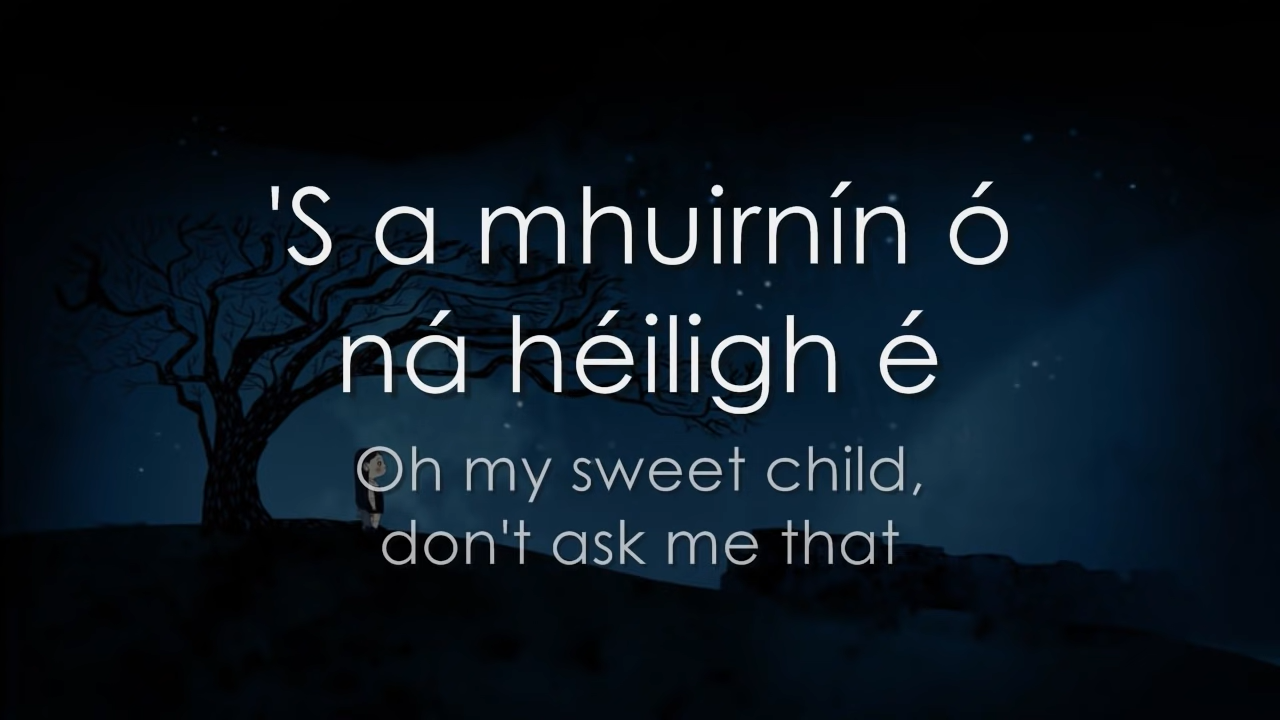 'S a mhuirnín ó
ná héiligh é
Oh my sweet child,
don't ask me that